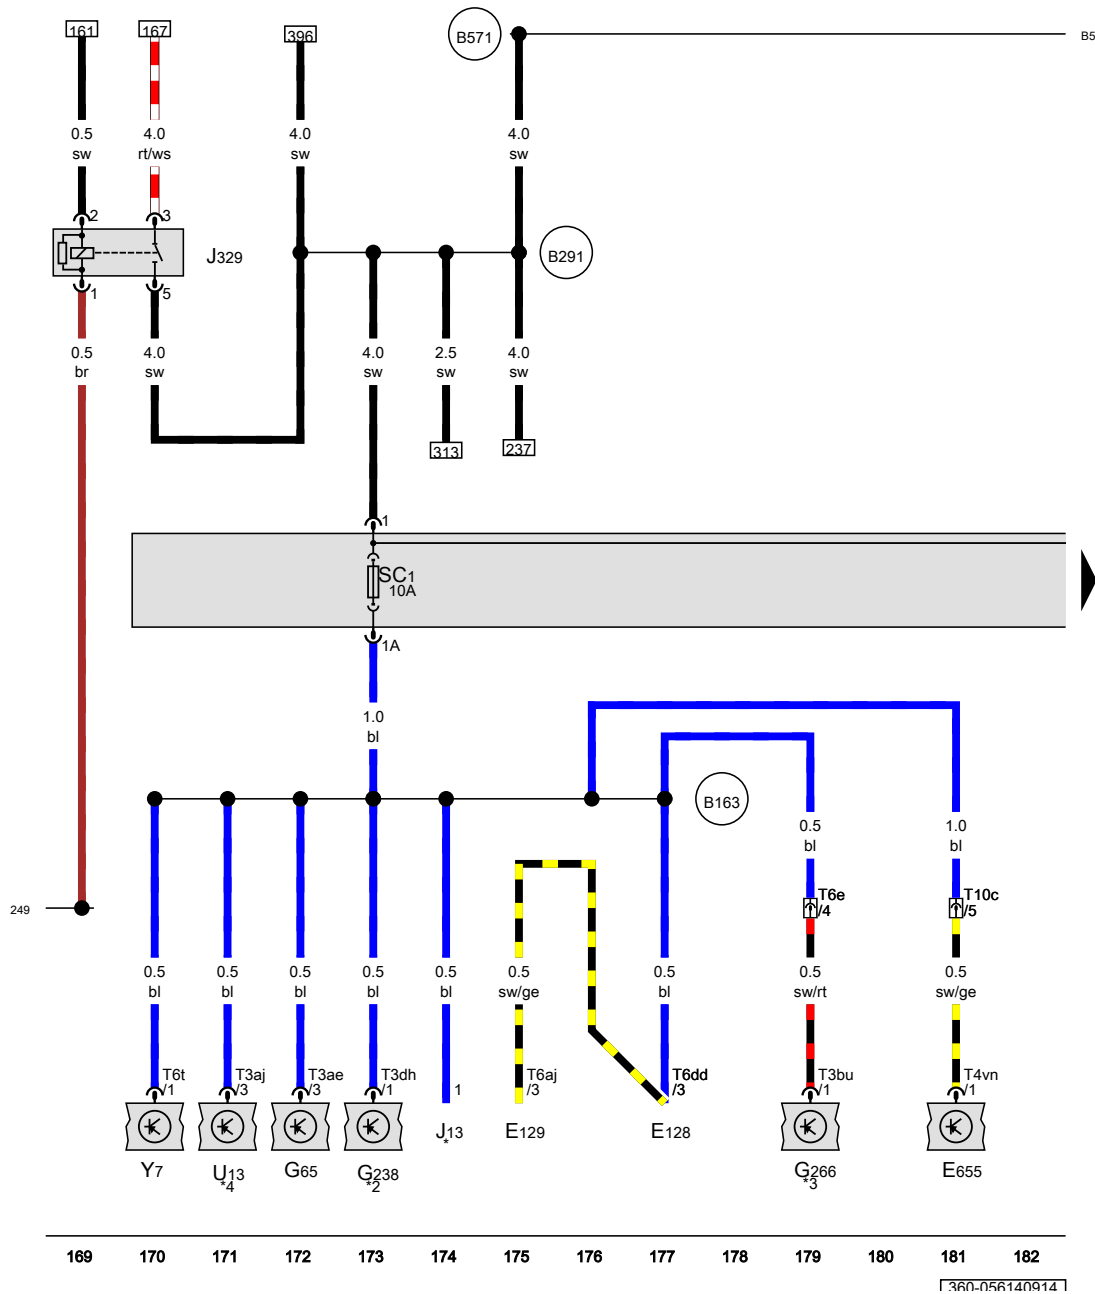 161 167 396 B571 B5
0.5 4.0 4.0 4.0
sw rt/ws sw sw
2 3
J329 B291
1 5
0.5 4.0 4.0 2.5 4.0
br sw sw sw sw
313 237
1
SC1
10A
1A
1.0
bl
B163
0.5 1.0
bl bl
T6e T10c
/4 /5
249
0.5 0.5 0.5 0.5 0.5 0.5 0.5 0.5 0.5
bl bl bl bl bl sw/ge bl sw/rt sw/ge
T6t T3aj T3ae T3dh 1 T6aj T6dd T3bu T4vn
/1 /3 /3 /1 /3 /3 /1 /1
J13 E129 E128
*
Y7 U13 G65 G238 G266 E655
*4 *2 *3
169 170 171 172 173 174 175 176 177 178 179 180 181 182
360-056140914